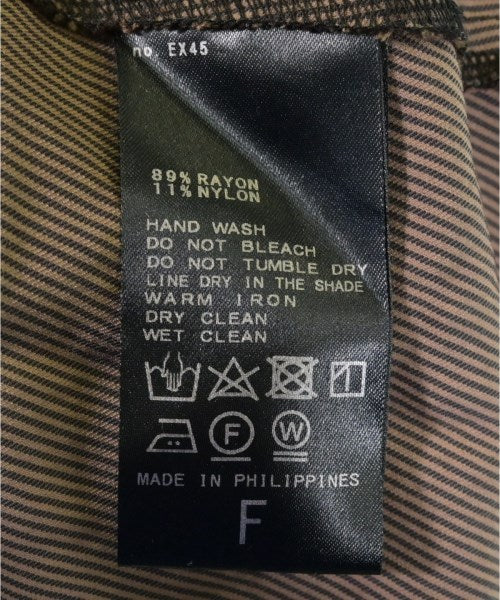 no. EX45
89% RAYON
11% NYLON
HAND WASH
DO NOT BLEACH
DO NOT TUMBLE DRY
LINE DRY IN THE SHADE
WARM IRON
DRY CLEAN
WET CLEAN
F W
MADE IN PHILIPPINES
F